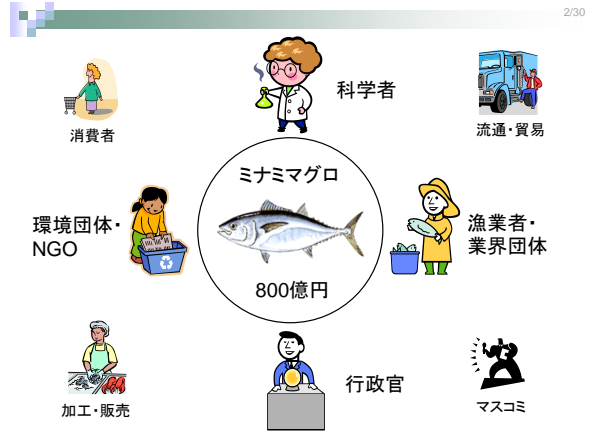 2/30
科学者
消費者
流通・貿易
ミナミマグロ
環境団体・
NGO
漁業者・
業界団体
800億円
加工・販売
行政官
マスコミ